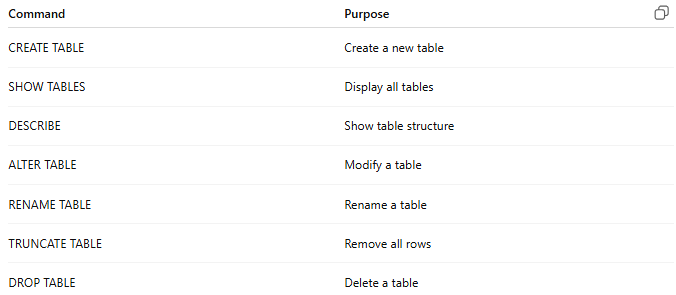 Command Purpose
CREATE TABLE Create a new table
SHOW TABLES Display all tables
DESCRIBE Show table structure
ALTER TABLE Modify a table
RENAME TABLE Rename a table
TRUNCATE TABLE Remove all rows
DROP TABLE Delete a table